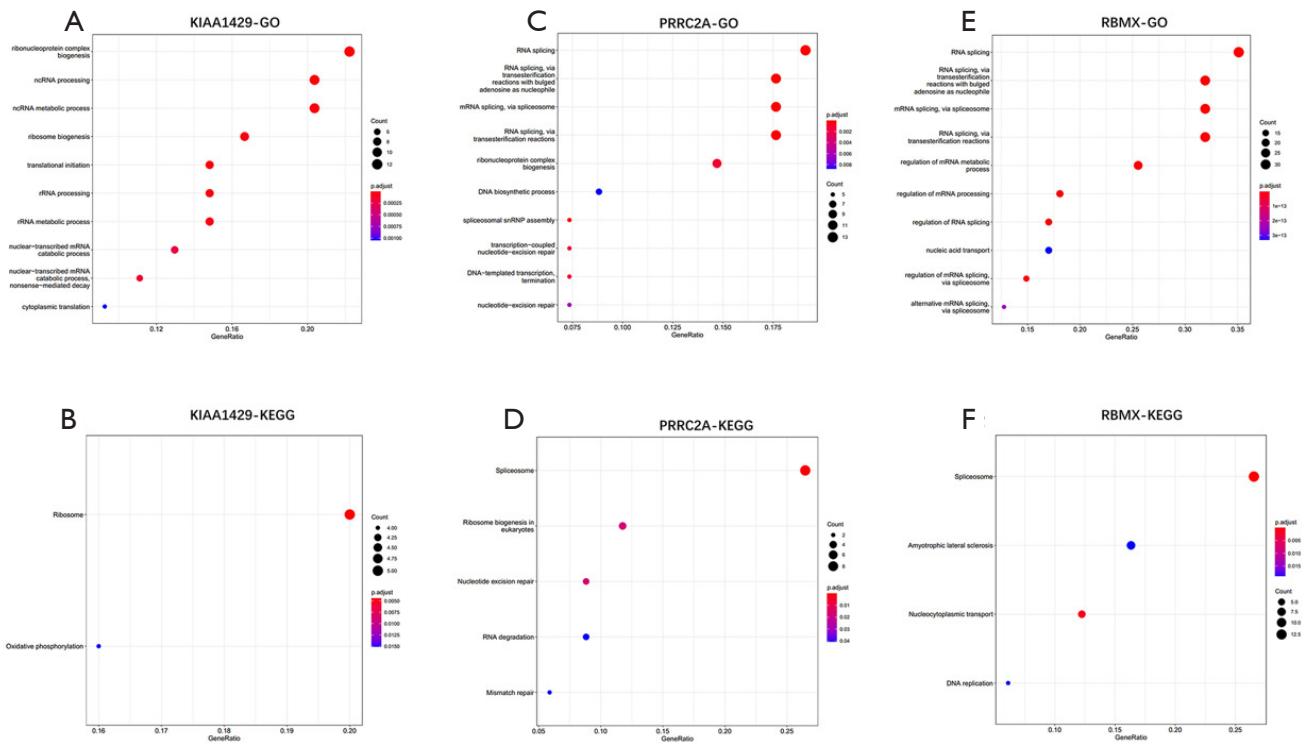 A
KIAA1429-GO
ribonucleoprotein complex
biogenesis
ncRNA processing
ncRNA metabolic process
ribosome biogenesis
translational initiation
rRNA processing
rRNA metabolic process
nuclear-transcribed mRNA
catabolic process
nuclear-transcribed mRNA
catabolic process,
nonsense-mediated decay
cytoplasmic translation
0.12
0.16
0.20
GeneRatio
Count
6
8
10
12
p.adjust
0.00025
0.00050
0.00075
0.00100
C
PRRC2A-GO
RNA splicing
RNA splicing, via
transesterification
reactions with bulged
adenosine as nucleophile
mRNA splicing, via spliceosome
RNA splicing, via
transesterification reactions
ribonucleoprotein complex
biogenesis
DNA biosynthetic process
spliceosomal snRNP assembly
transcription-coupled
nucleotide-excision repair
DNA-templated transcription,
termination
nucleotide-excision repair
0.075
0.100
0.125
0.150
0.175
GeneRatio
p.adjust
0.002
0.004
0.006
0.008
Count
5
7
9
11
13
E
RBMX-GO
RNA splicing
RNA splicing, via
transesterification
reactions with bulged
adenosine as nucleophile
mRNA splicing, via spliceosome
RNA splicing, via
transesterification reactions
regulation of mRNA metabolic
process
regulation of mRNA processing
regulation of RNA splicing
nucleic acid transport
regulation of mRNA splicing,
via spliceosome
alternative mRNA splicing,
via spliceosome
0.15
0.20
0.25
0.30
0.35
GeneRatio
Count
15
20
25
30
p.adjust
1e-13
2e-13
3e-13
B
KIAA1429-KEGG
Ribosome
Oxidative phosphorylation
0.16
0.17
0.18
0.19
0.20
GeneRatio
Count
4.00
4.25
4.50
4.75
5.00
p.adjust
0.0050
0.0075
0.0100
0.0125
0.0150
D
PRRC2A-KEGG
Spliceosome
Ribosome biogenesis in
eukaryotes
Nucleotide excision repair
RNA degradation
Mismatch repair
0.05
0.10
0.15
0.20
0.25
GeneRatio
Count
2
4
6
8
p.adjust
0.01
0.02
0.03
0.04
F
RBMX-KEGG
Spliceosome
Amyotrophic lateral sclerosis
Nucleocytoplasmic transport
DNA replication
0.10
0.15
0.20
0.25
GeneRatio
p.adjust
0.005
0.010
0.015
Count
5.0
7.5
10.0
12.5